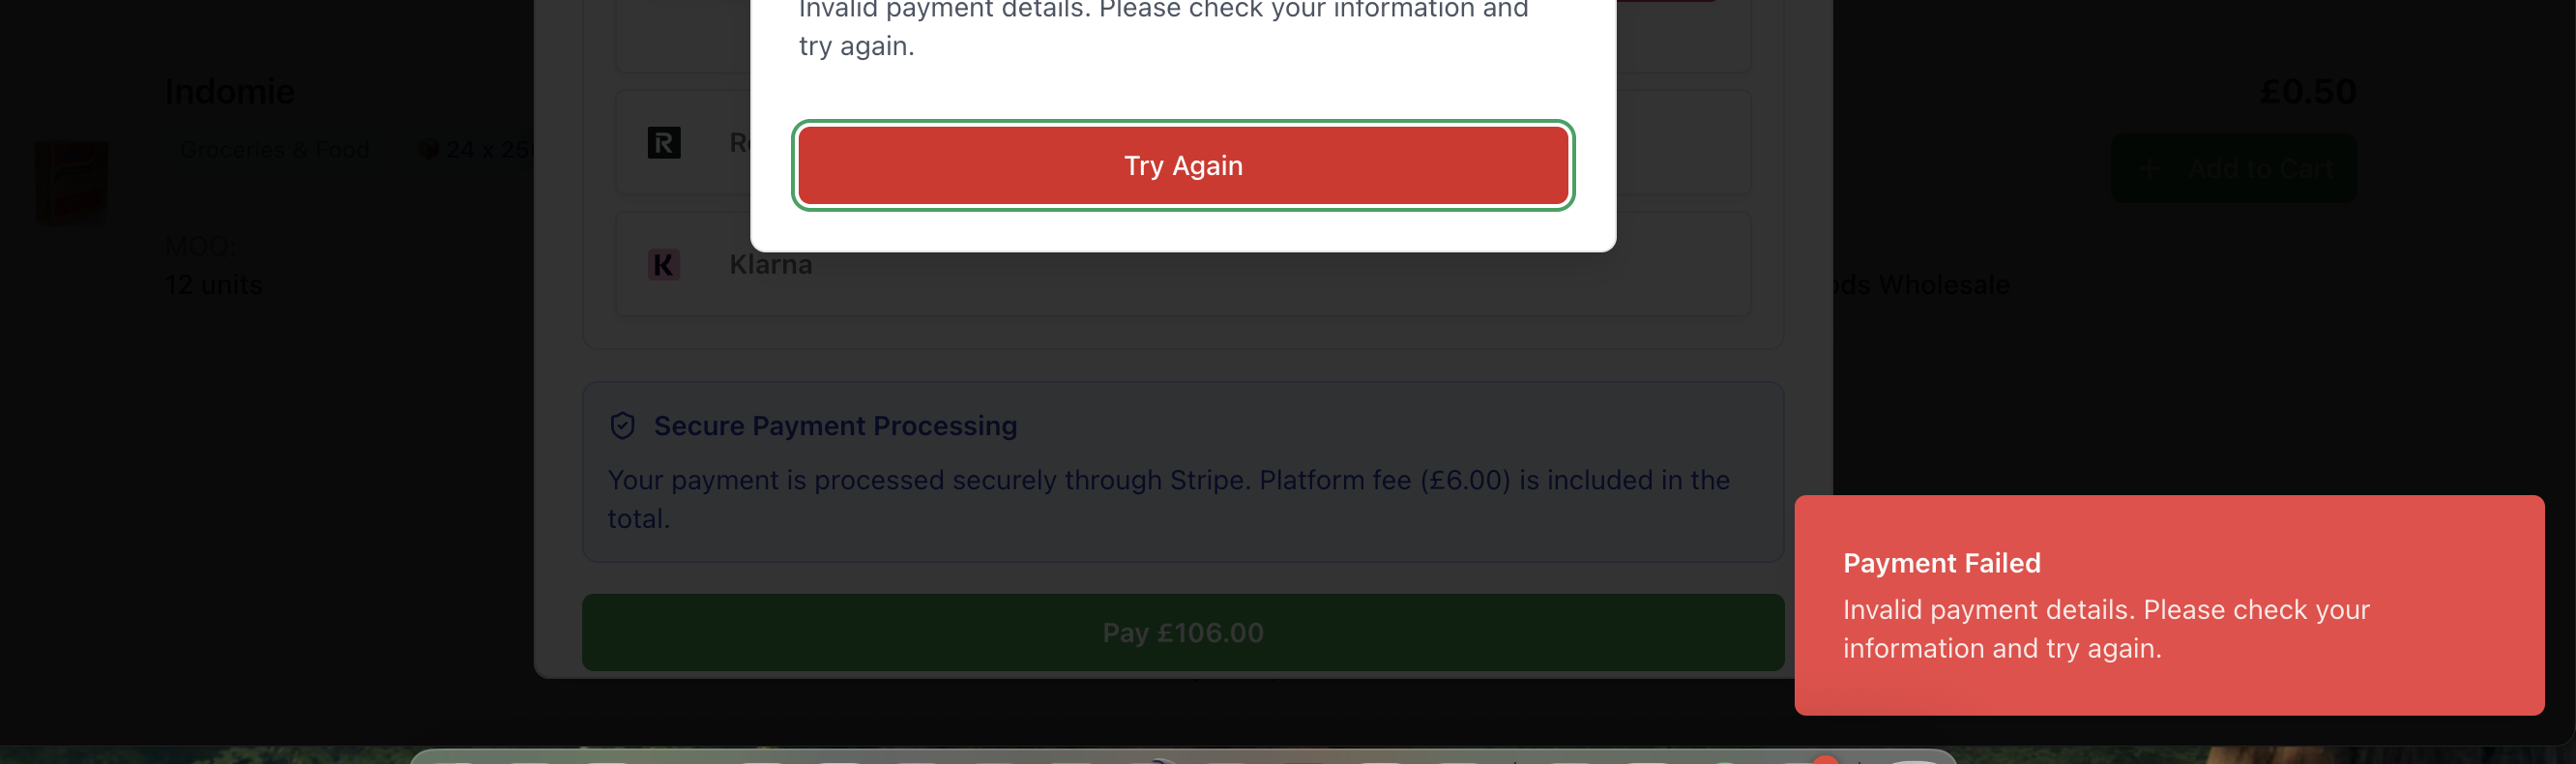 Invalid payment details. Please check your information and
try again.
Indomie
£0.50
Groceries & Food
24 x 25
Add to Cart
Try Again
MOQ:
12 units
Klarna
ods Wholesale
Secure Payment Processing
Your payment is processed securely through Stripe. Platform fee (£6.00) is included in the
total.
Pay £106.00
Payment Failed
Invalid payment details. Please check your
information and try again.